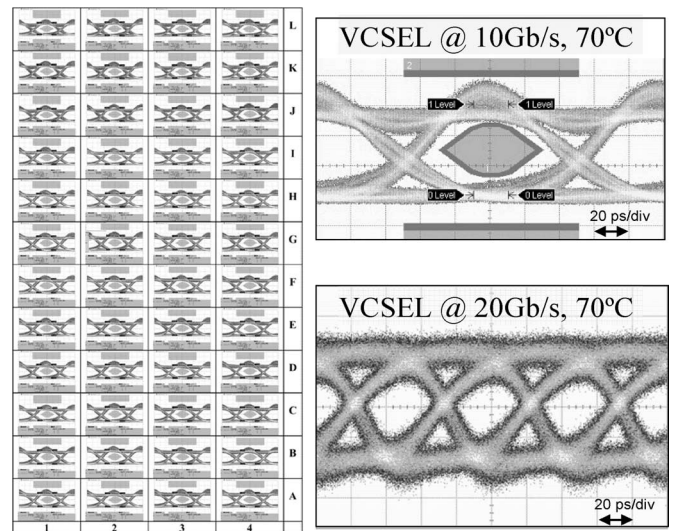 L
K
J
I
H
G
F
E
D
C
B
A
1 2 3 4
VCSEL @ 10Gb/s, 70ºC
2
1 Level 1 Level
0 Level 0 Level
20 ps/div
VCSEL @ 20Gb/s, 70ºC
20 ps/div